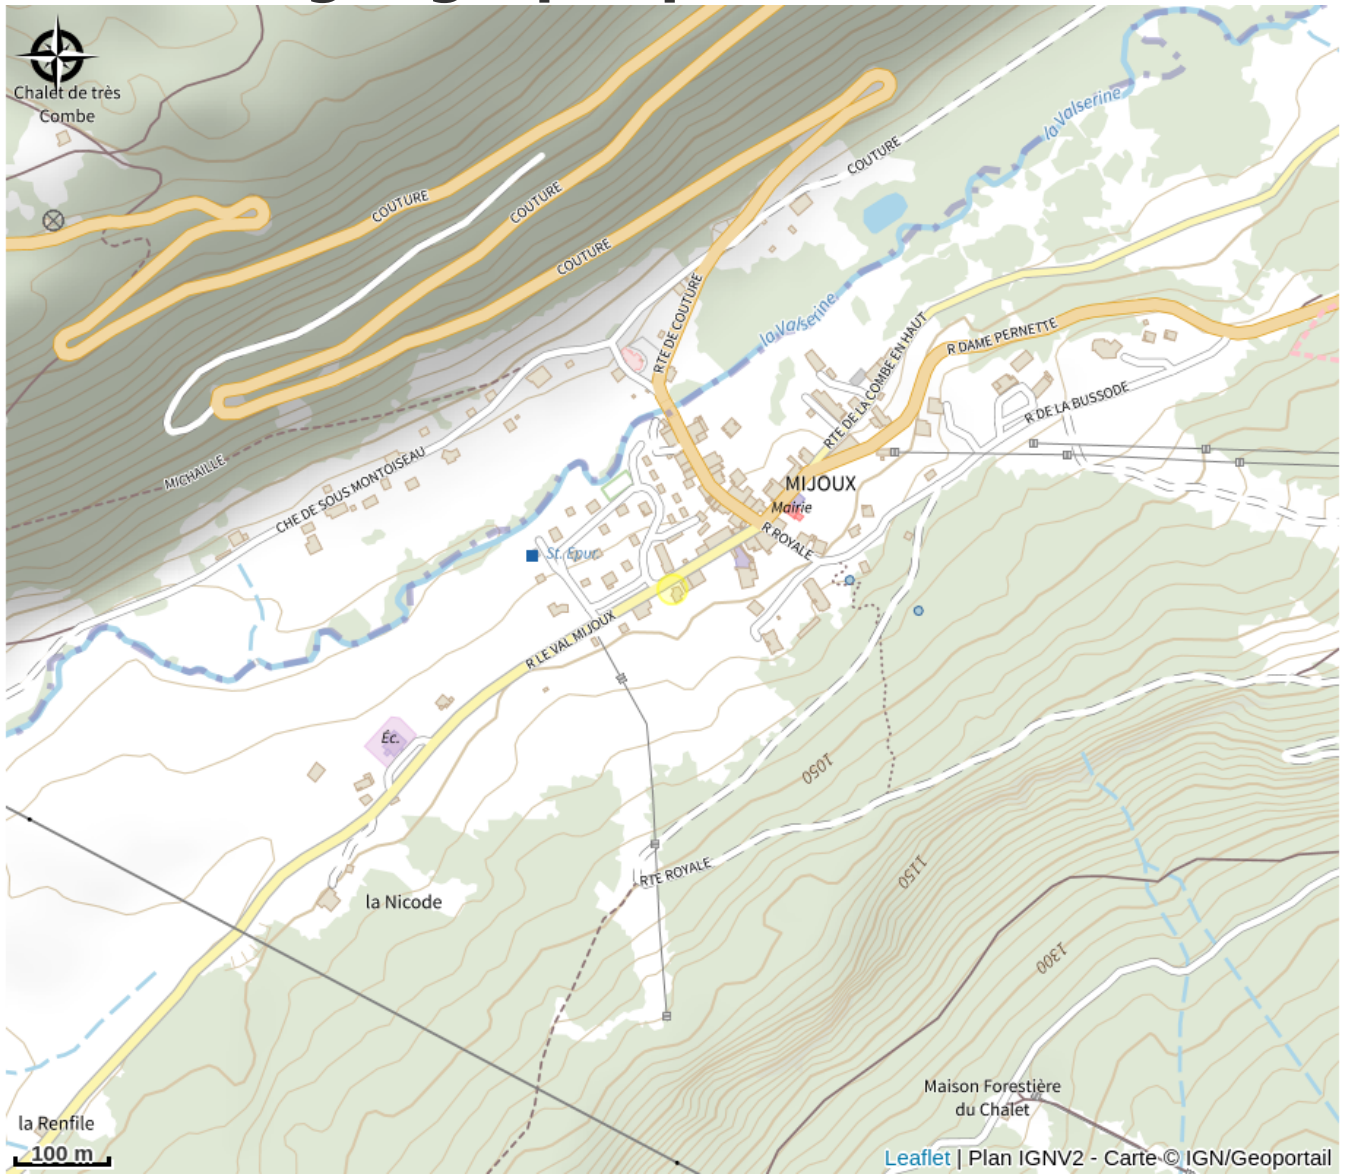 Chalet de très
Combe
COUTURE
COUTURE
COUTURE
COUTURE
la Valserine
la Valserine
RTE DE COUTURE
RTE DE LA COMBE EN HAUT
R DAME PERNETTE
R DE LA BUSSODE
MICHAILLE
CHE DE SOUS MONTOISEAU
MIJOUX
Mairie
R ROYALE
St. Epur.
R LE VAL MIJOUX
Éc.
1050
RTE ROYALE
1150
la Nicode
1300
Maison Forestière
du Chalet
la Renfile
100 m
Leaflet | Plan IGNV2 - Carte © IGN/Geoportail